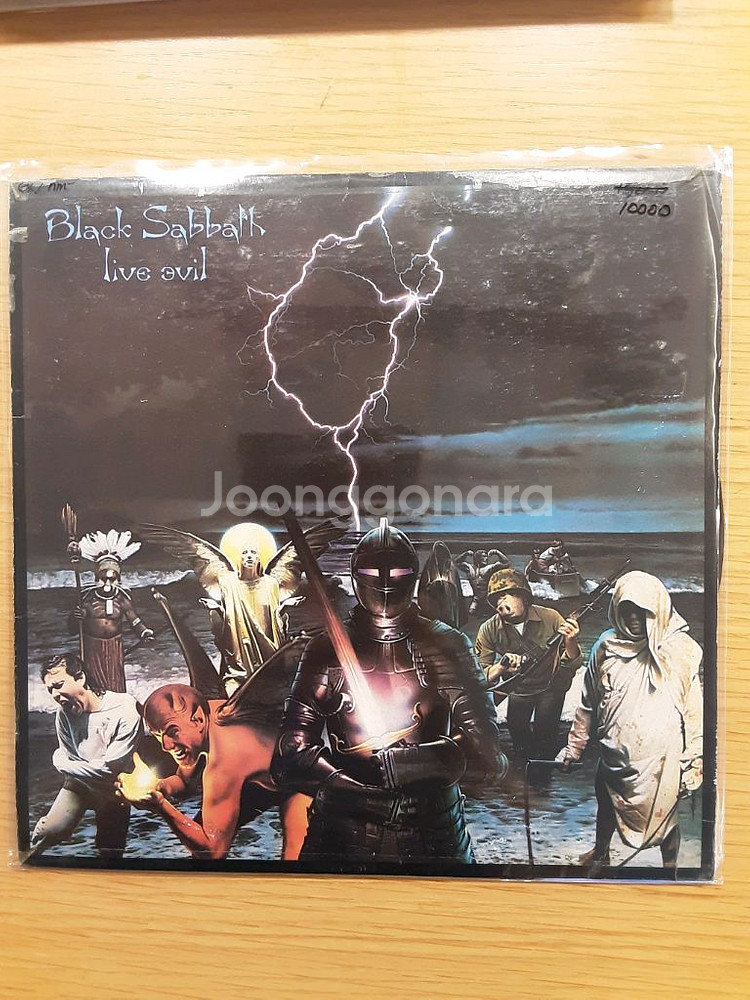 Black Sabbath
live evil
10000
Joonggonara